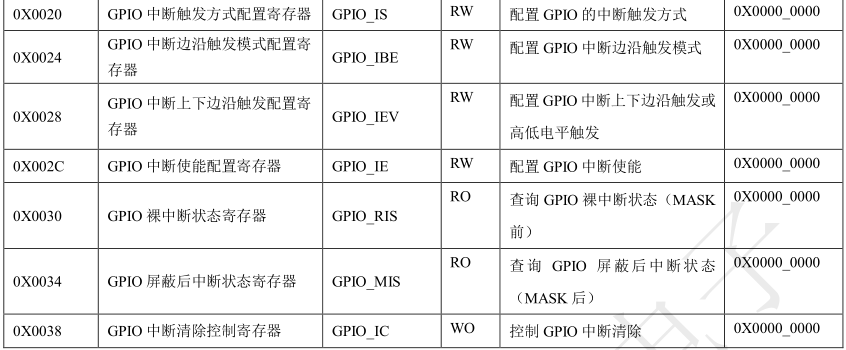 0X0020 GPIO 中断触发方式配置寄存器 GPIO_IS RW 配置 GPIO 的中断触发方式 0X0000_0000
0X0024 GPIO 中断边沿触发模式配置寄存器 GPIO_IBE RW 配置 GPIO 中断边沿触发模式 0X0000_0000
0X0028 GPIO 中断上下边沿触发配置寄存器 GPIO_IEV RW 配置 GPIO 中断上下边沿触发或高低电平触发 0X0000_0000
0X002C GPIO 中断使能配置寄存器 GPIO_IE RW 配置 GPIO 中断使能 0X0000_0000
0X0030 GPIO 裸中断状态寄存器 GPIO_RIS RO 查询 GPIO 裸中断状态（MASK 前） 0X0000_0000
0X0034 GPIO 屏蔽后中断状态寄存器 GPIO_MIS RO 查询 GPIO 屏蔽后中断状态（MASK 后） 0X0000_0000
0X0038 GPIO 中断清除控制寄存器 GPIO_IC WO 控制 GPIO 中断清除 0X0000_0000
子